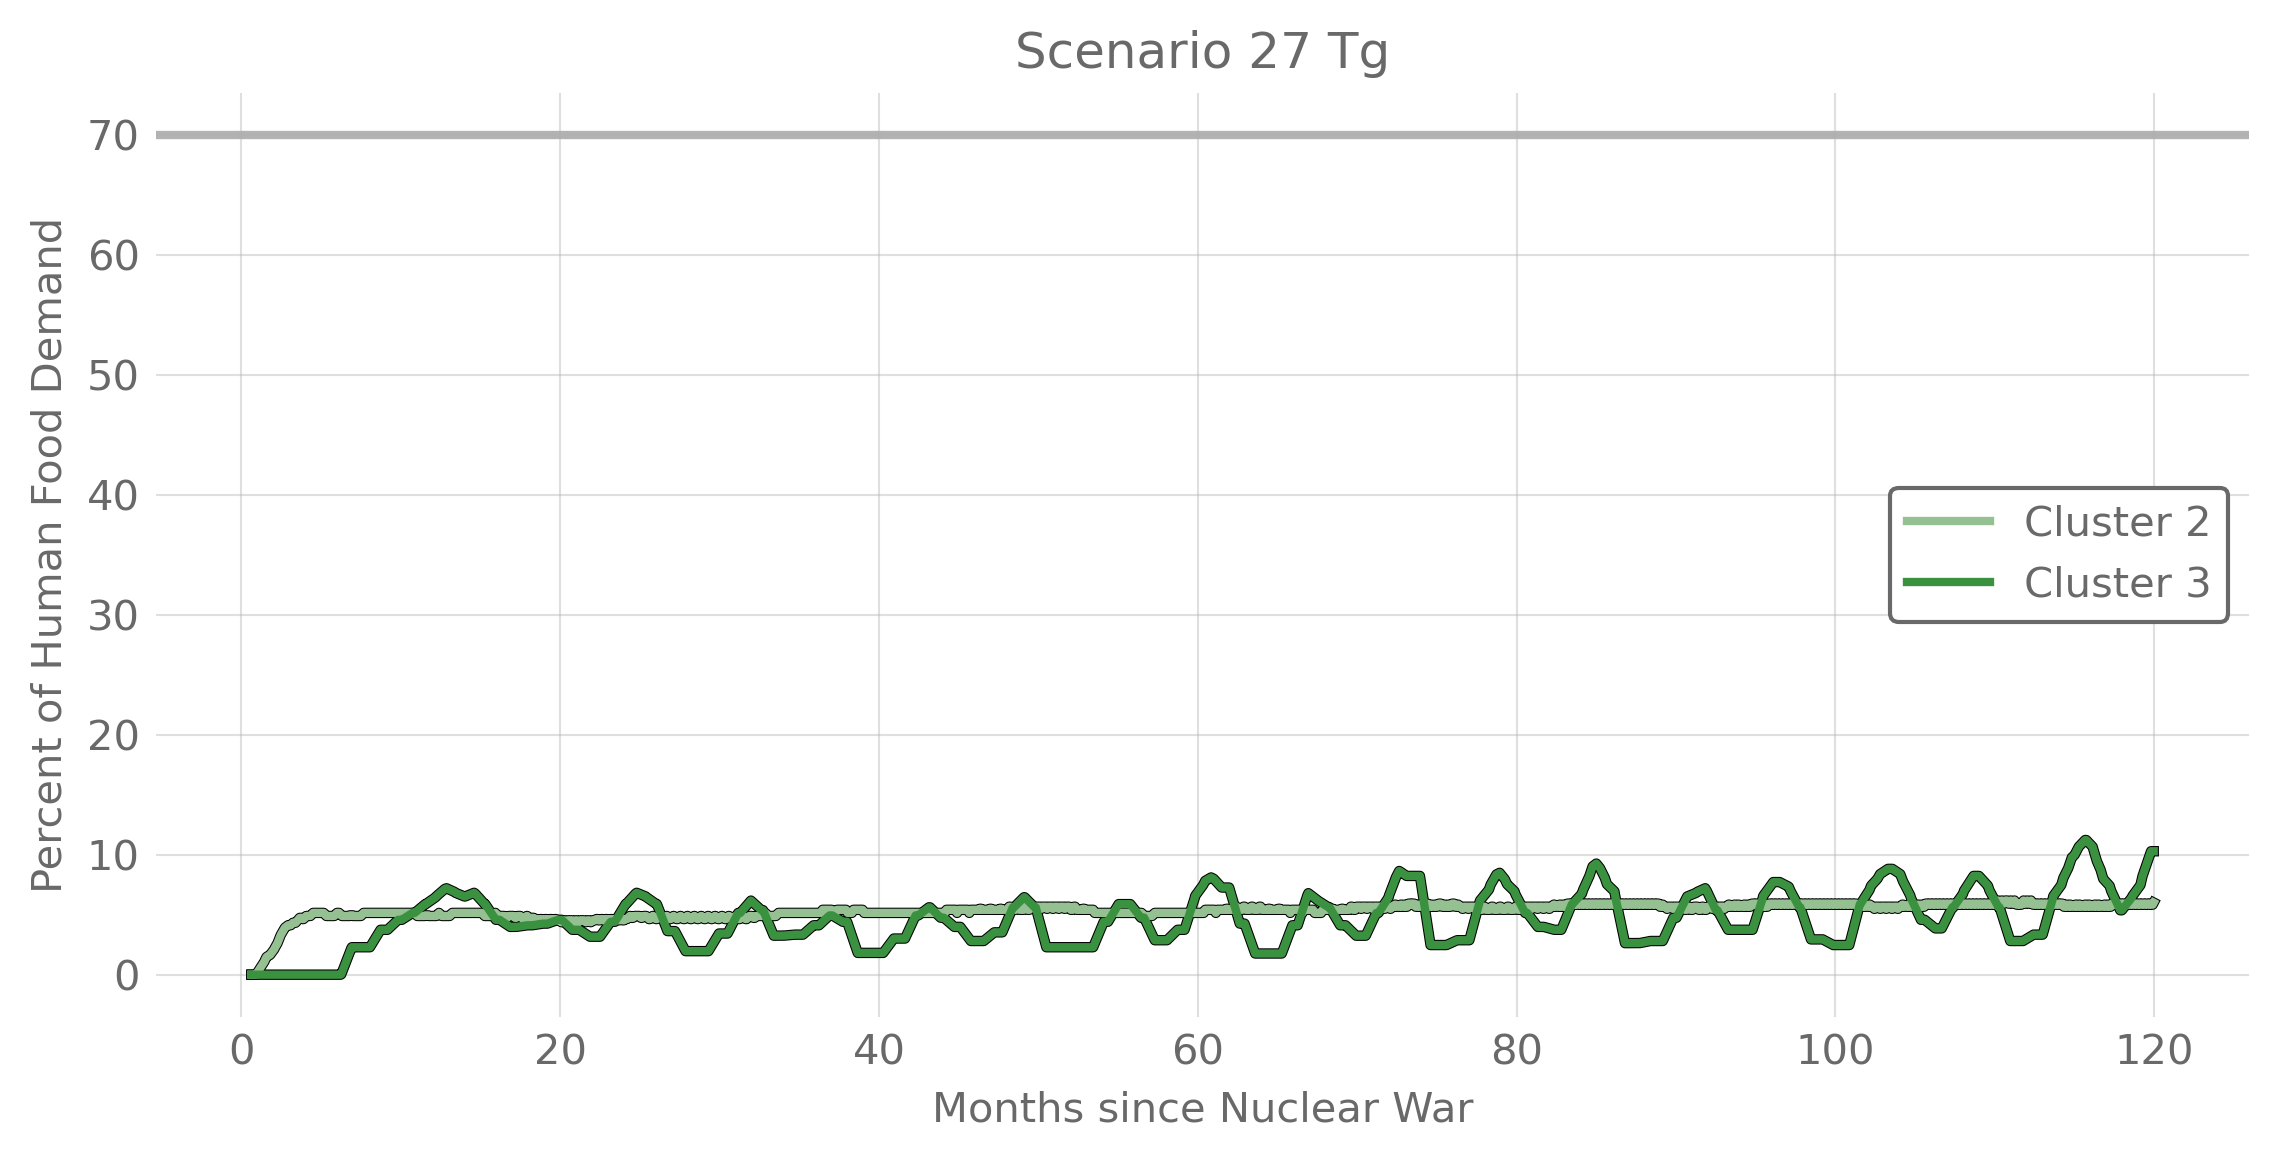 Scenario 27 Tg
Percent of Human Food Demand
70
60
50
40
30
20
10
0
Cluster 2
Cluster 3
0 20 40 60 80 100 120
Months since Nuclear War